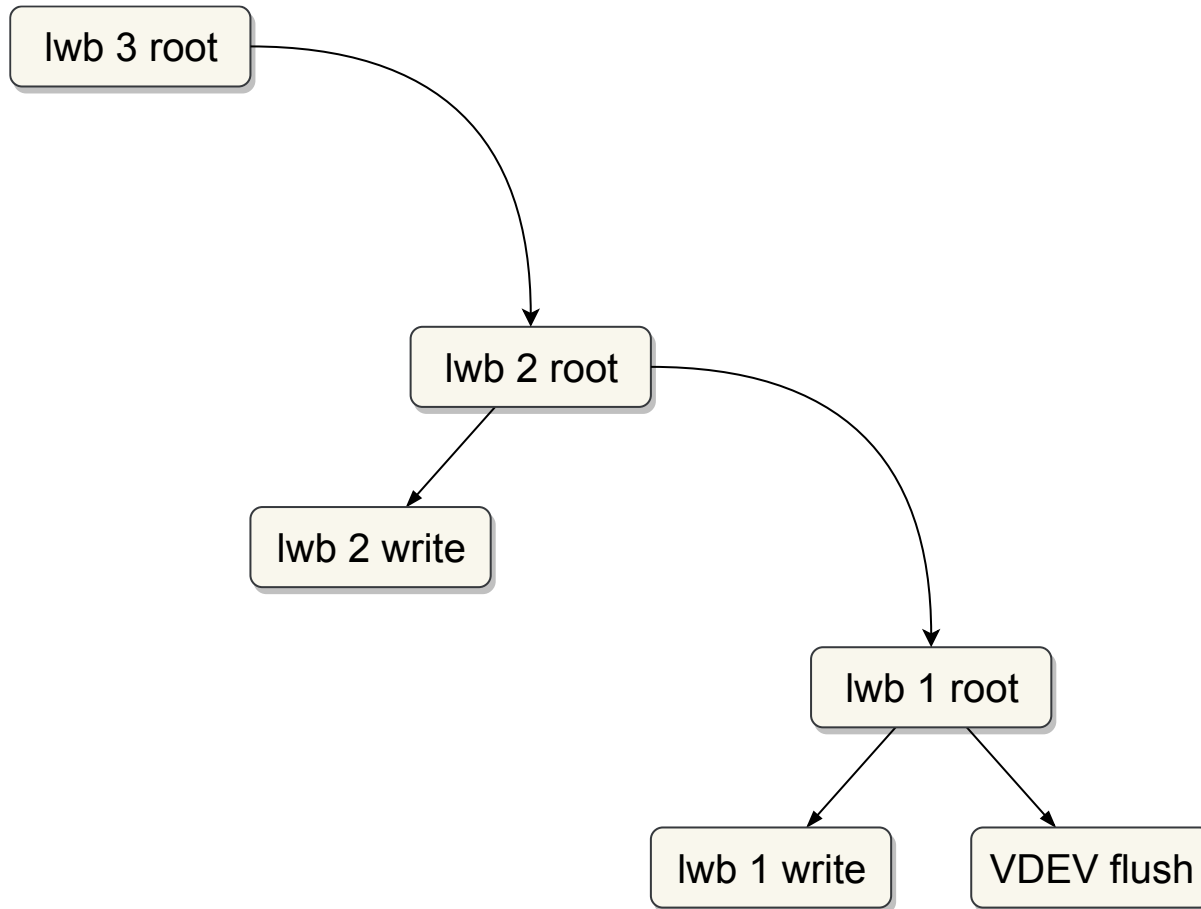 lwb 3 root
lwb 2 root
lwb 2 write
lwb 1 root
lwb 1 write
VDEV flush